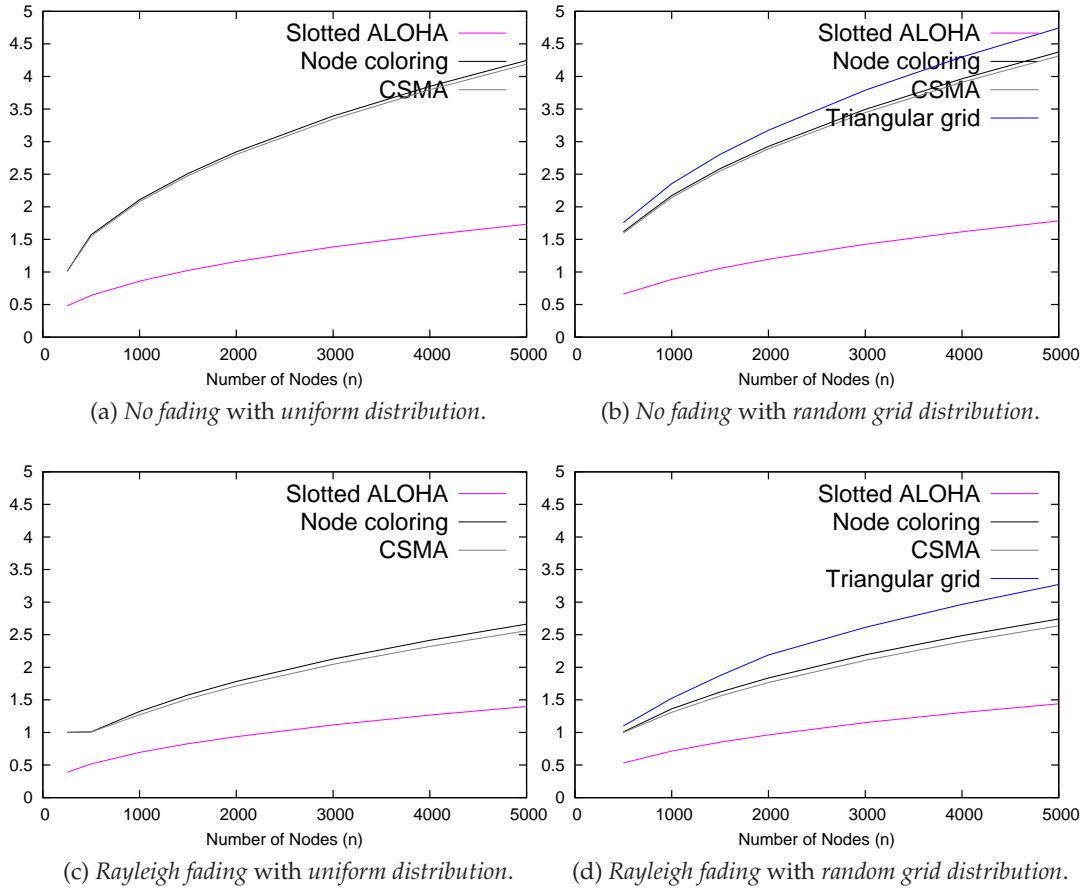 5
4.5
4
3.5
3
2.5
2
1.5
1
0.5
0
Slotted ALOHA
Node coloring
CSMA
0 1000 2000 3000 4000 5000
Number of Nodes (n)
(a) No fading with uniform distribution.
5
4.5
4
3.5
3
2.5
2
1.5
1
0.5
0
Slotted ALOHA
Node coloring
CSMA
Triangular grid
0 1000 2000 3000 4000 5000
Number of Nodes (n)
(b) No fading with random grid distribution.
5
4.5
4
3.5
3
2.5
2
1.5
1
0.5
0
Slotted ALOHA
Node coloring
CSMA
0 1000 2000 3000 4000 5000
Number of Nodes (n)
(c) Rayleigh fading with uniform distribution.
5
4.5
4
3.5
3
2.5
2
1.5
1
0.5
0
Slotted ALOHA
Node coloring
CSMA
Triangular grid
0 1000 2000 3000 4000 5000
Number of Nodes (n)
(d) Rayleigh fading with random grid distribution.